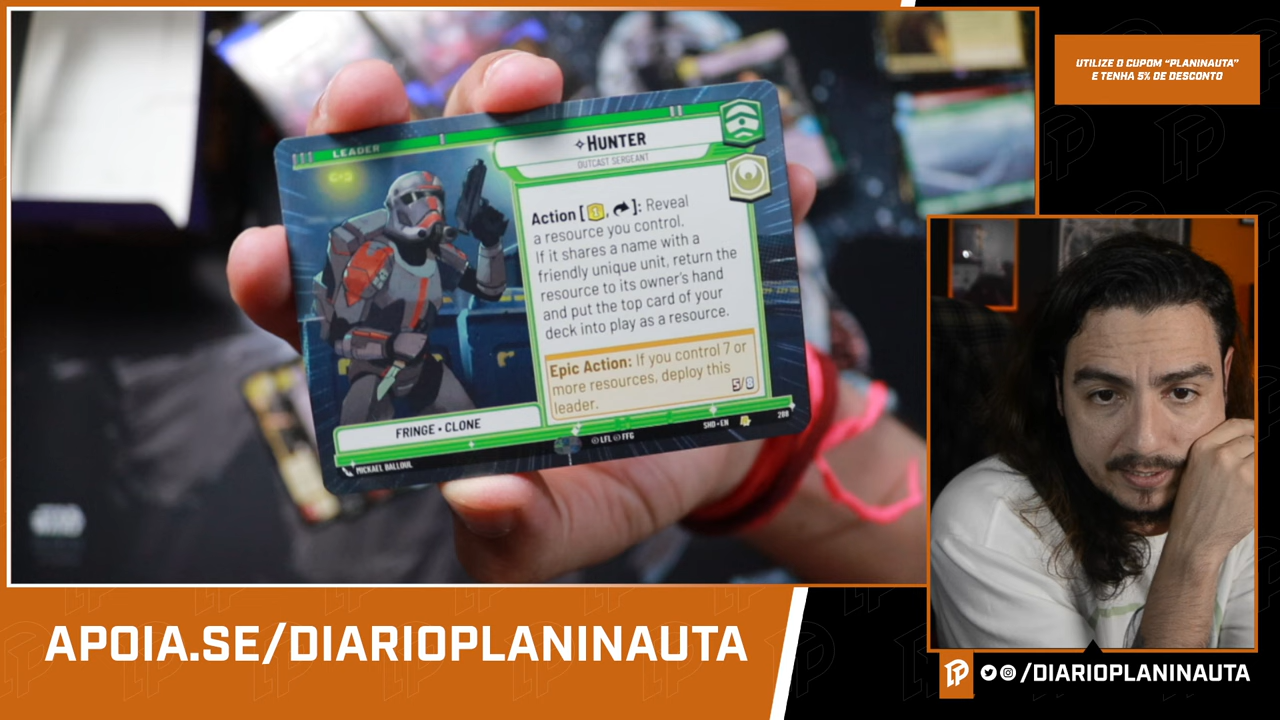 UTILIZE O CUPOM “PLANINAUTA”
E TENHA 5% DE DESCONTO
LEADER
HUNTER
OUTCAST SERGEANT
Action [1, ]: Reveal
a resource you control.
If it shares a name with a
friendly unique unit, return the
resource to its owner's hand
and put the top card of your
deck into play as a resource.
Epic Action: If you control 7 or
more resources, deploy this
leader.
5/8
FRINGE • CLONE
MICKAEL BALLOUL
LFL FFG
SHD • EN
288
APOIA.SE/DIARIOPLANINAUTA
/DIARIOPLANINAUTA